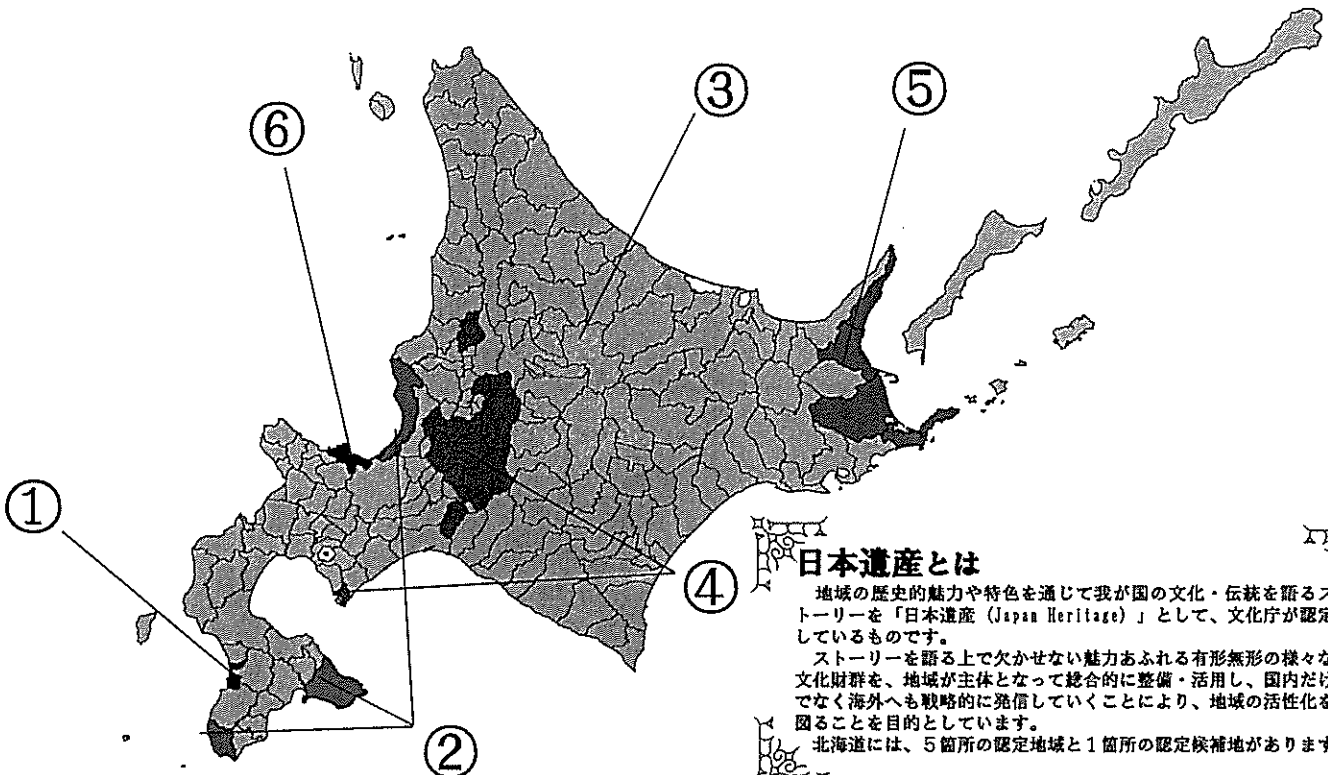 ③
⑤
⑥
①
④
②
日本遺産とは
地域の歴史的魅力や特色を通じて我が国の文化・伝統を語るス
トーリーを「日本遺産（Japan Heritage）」として、文化庁が認定
しているものです。
ストーリーを語る上で欠かせない魅力あふれる有形無形の様々な
文化財群を、地域が主体となって総合的に整備・活用し、国内だけ
でなく海外へも戦略的に発信していくことにより、地域の活性化を
図ることを目的としています。
北海道には、５箇所の認定地域と１箇所の認定候補地があります